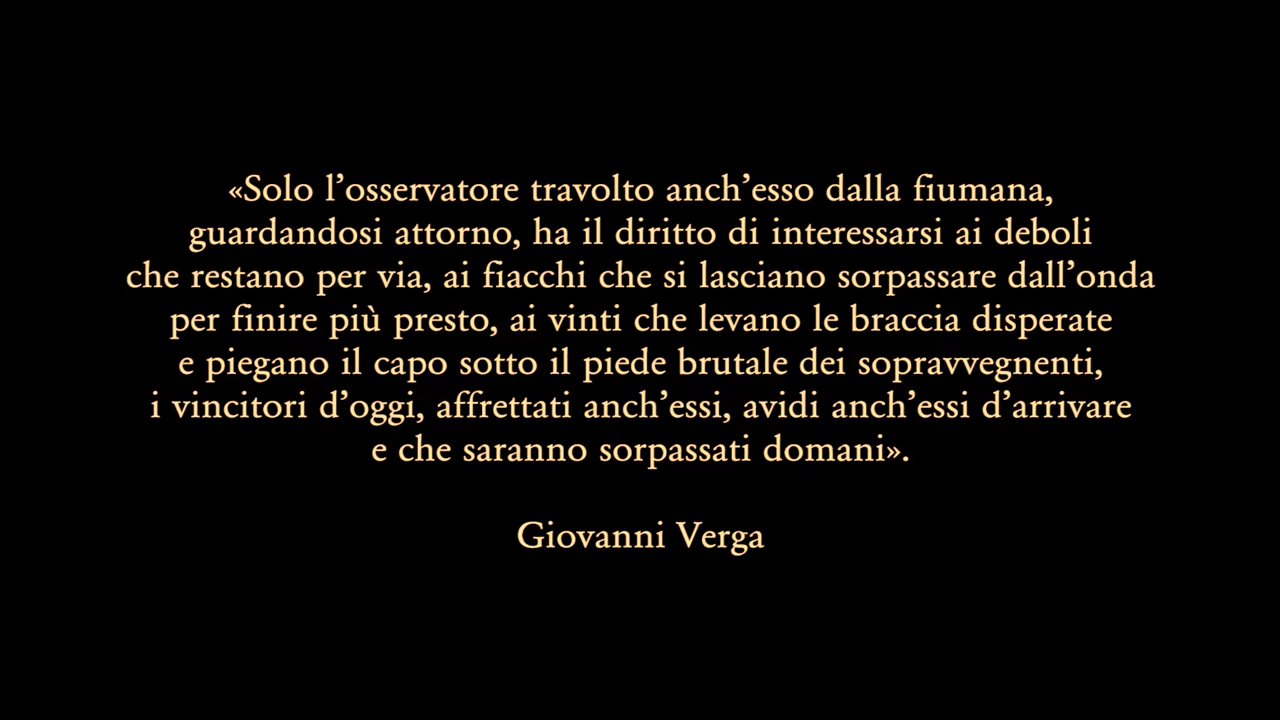 «Solo l’osservatore travolto anch’esso dalla fiumana,
guardandosi attorno, ha il diritto di interessarsi ai deboli
che restano per via, ai fiacchi che si lasciano sorpassare dall’onda
per finire più presto, ai vinti che levano le braccia disperate
e piegano il capo sotto il piede brutale dei sopravvegnenti,
i vincitori d’oggi, affrettati anch’essi, avidi anch’essi d’arrivare
e che saranno sorpassati domani».
Giovanni Verga